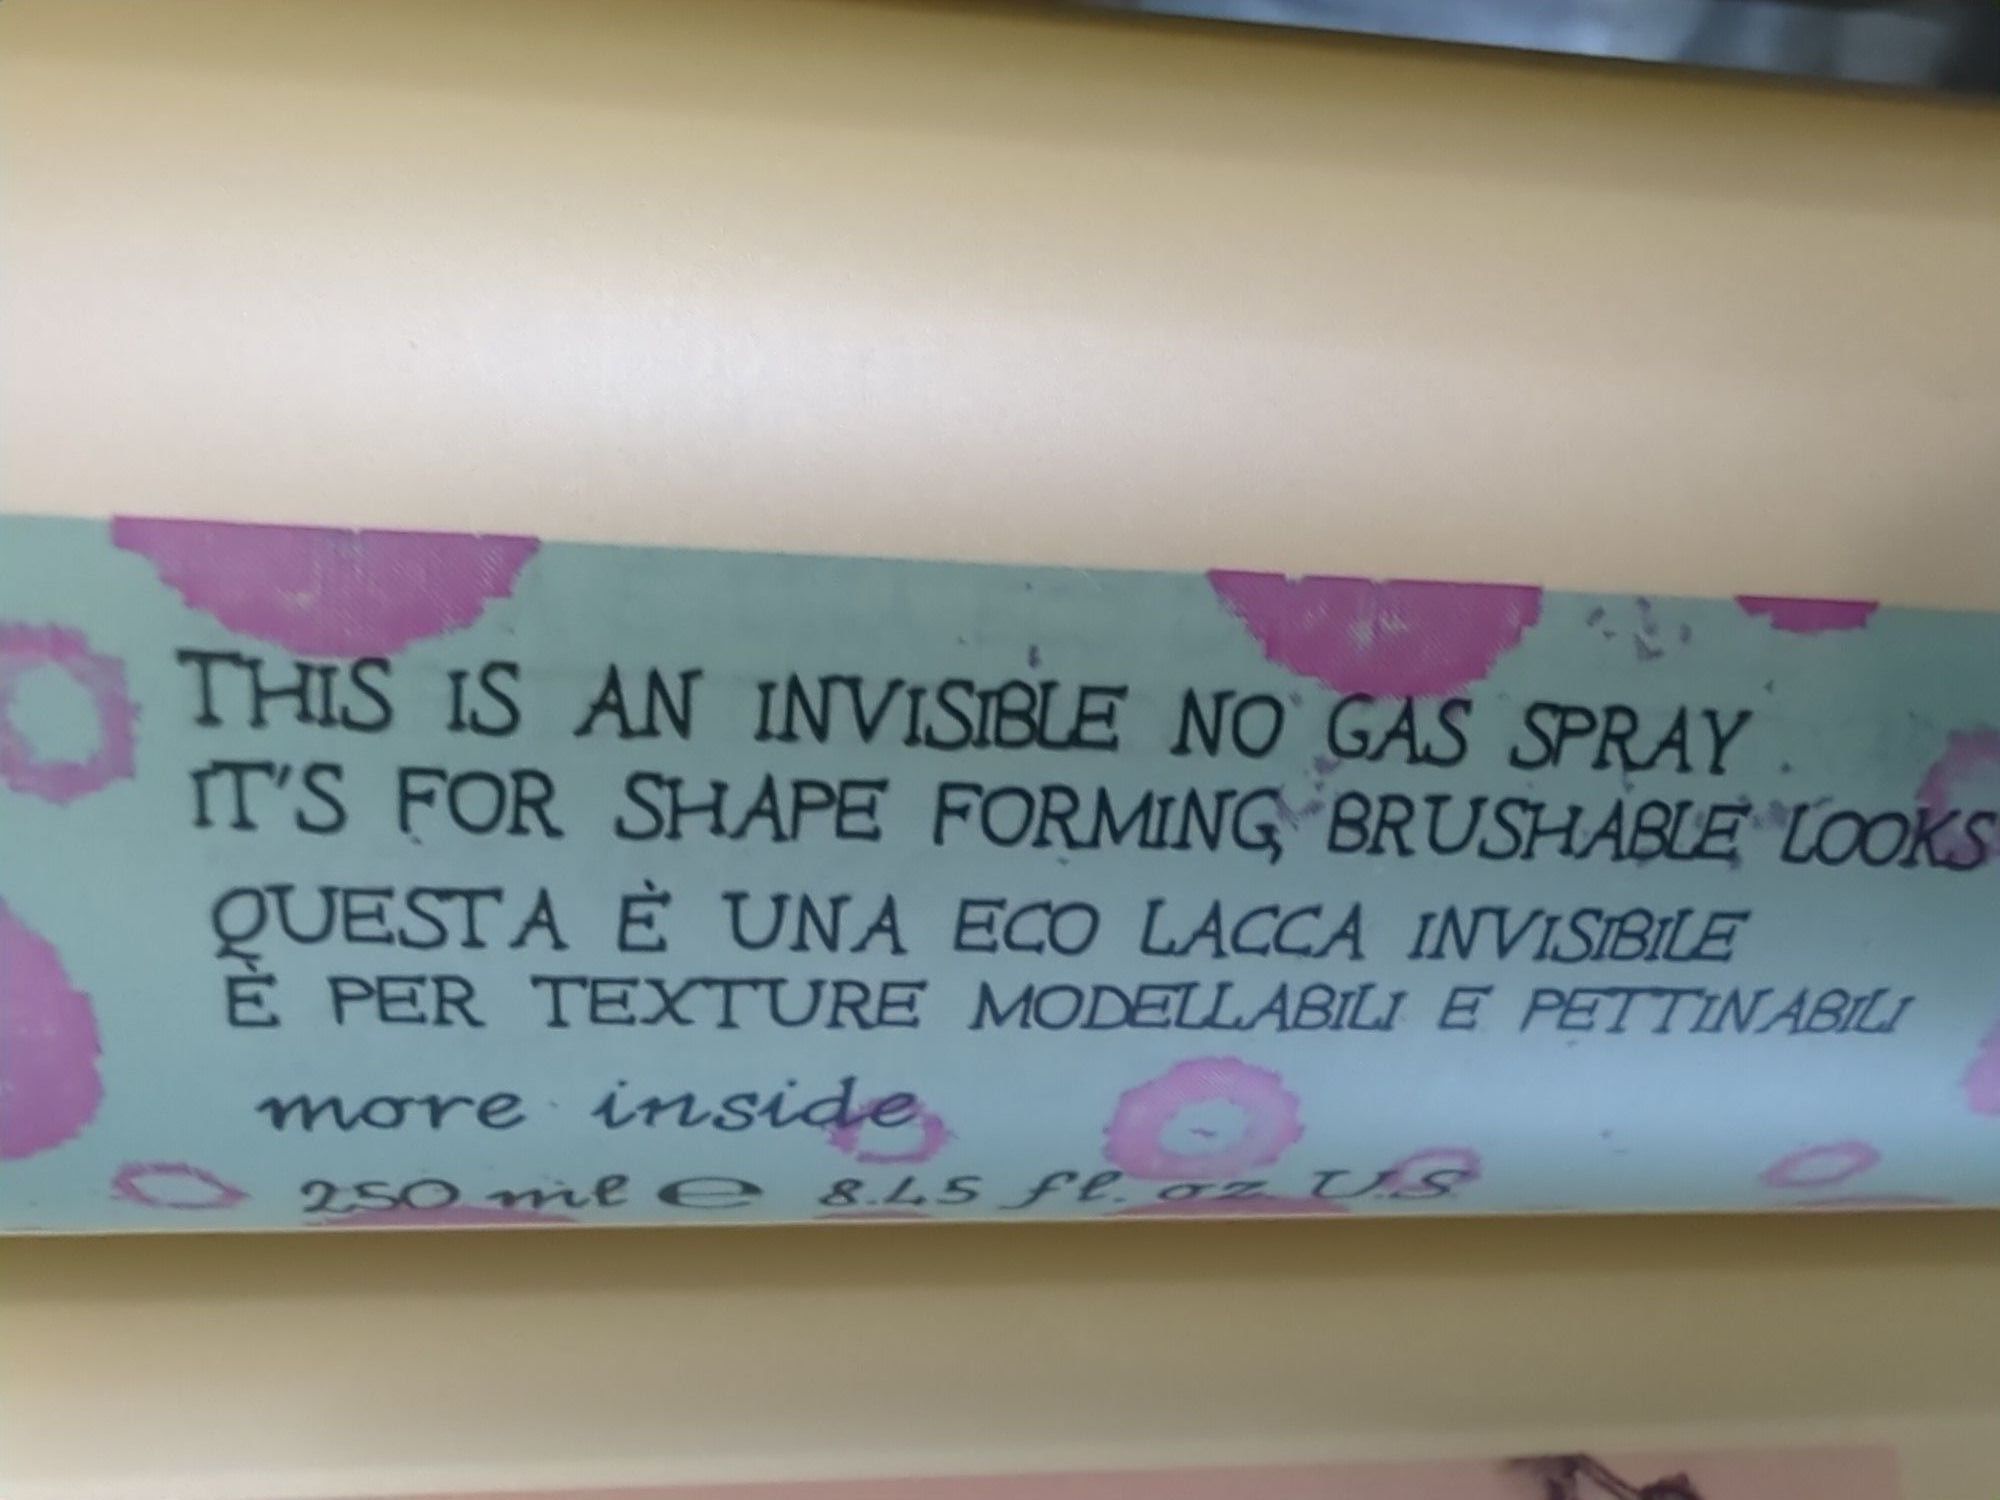 THIS IS AN INVISIBLE NO GAS SPRAY.
IT'S FOR SHAPE FORMING, BRUSHABLE LOOKS
QUESTA È UNA ECO LACCA INVISIBILE
È PER TEXTURE MODELLABILI E PETTINABILI
more inside
250 ml e 8.45 fl. oz U.S